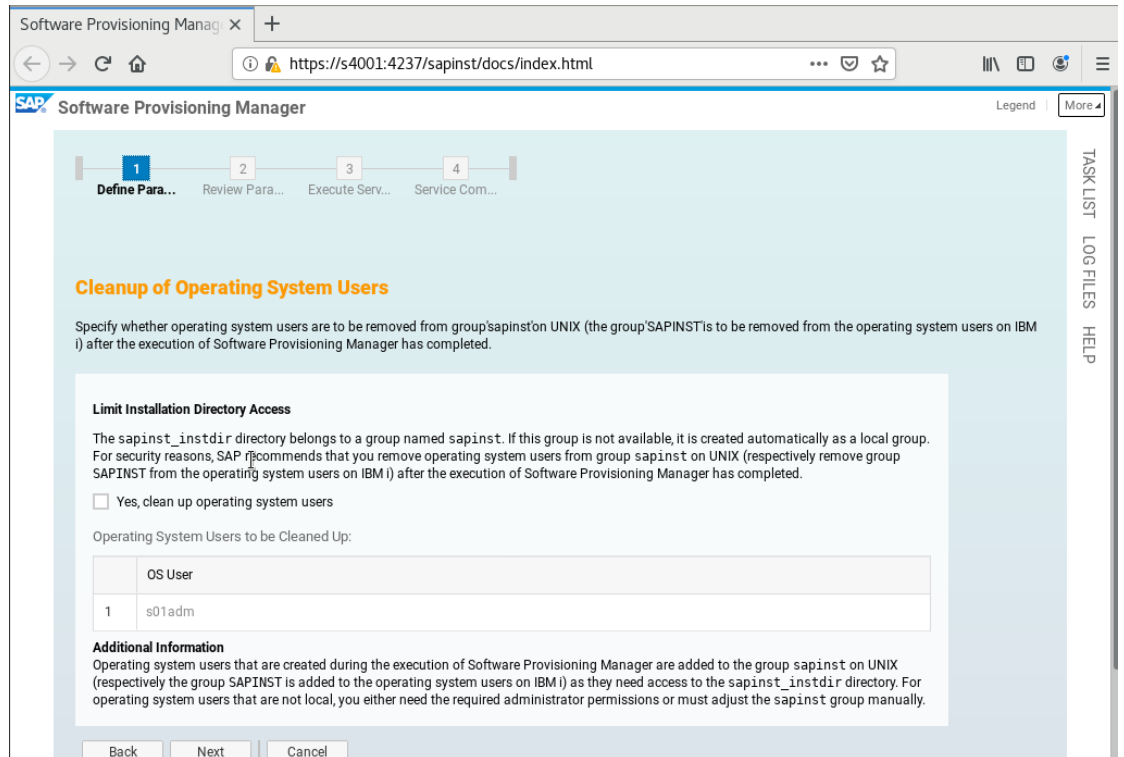 Software Provisioning Manag
https://s4001:4237/sapinst/docs/index.html
SAP Software Provisioning Manager
Legend
More
1
2
3
4
Define Para...
Review Para...
Execute Serv...
Service Com...
TASK LIST
LOG FILES
HELP
Cleanup of Operating System Users
Specify whether operating system users are to be removed from group'sapinst'on UNIX (the group'SAPINST'is to be removed from the operating system users on IBM
i) after the execution of Software Provisioning Manager has completed.
Limit Installation Directory Access
The sapinst_instdir directory belongs to a group named sapinst. If this group is not available, it is created automatically as a local group.
For security reasons, SAP recommends that you remove operating system users from group sapinst on UNIX (respectively remove group
SAPINST from the operating system users on IBM i) after the execution of Software Provisioning Manager has completed.
Yes, clean up operating system users
Operating System Users to be Cleaned Up:
OS User
1 s01adm
Additional Information
Operating system users that are created during the execution of Software Provisioning Manager are added to the group sapinst on UNIX
(respectively the group SAPINST is added to the operating system users on IBM i) as they need access to the sapinst_instdir directory. For
operating system users that are not local, you either need the required administrator permissions or must adjust the sapinst group manually.
Back
Next
Cancel